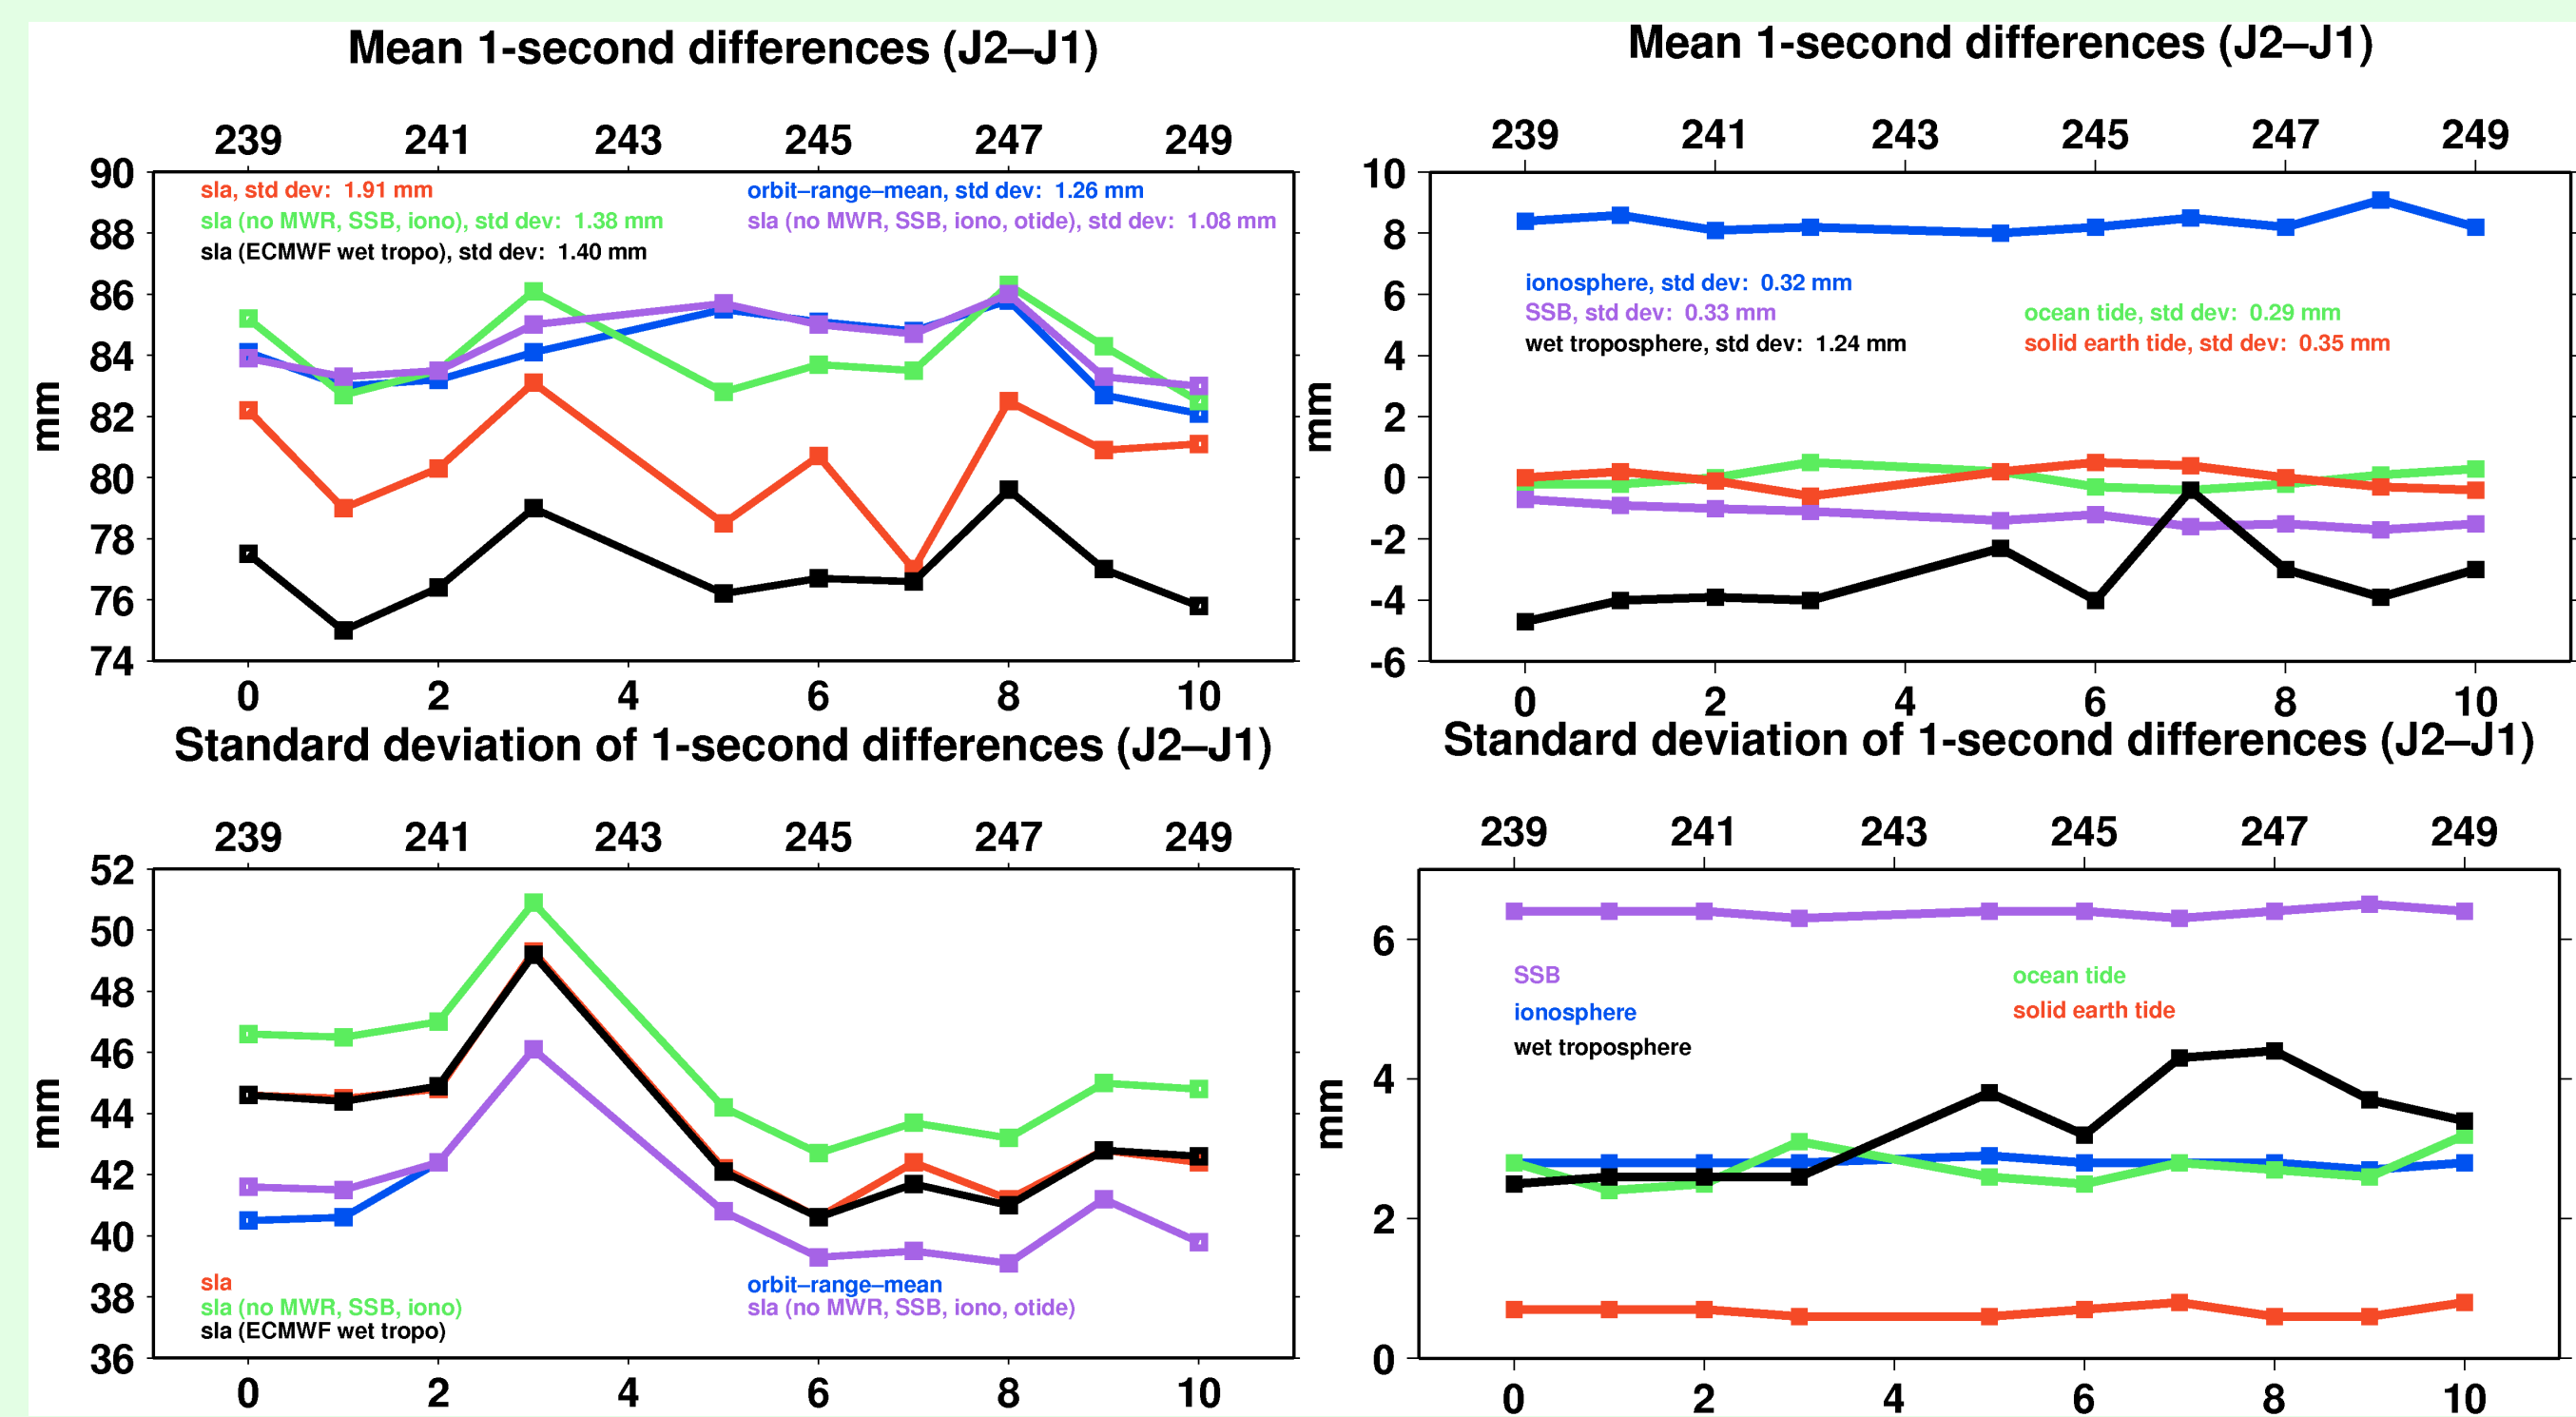 Mean 1-second differences (J2–J1)
239 241 243 245 247 249
90
88
86
84
82
80
78
76
74
mm
sla, std dev: 1.91 mm
sla (no MWR, SSB, iono), std dev: 1.38 mm
sla (ECMWF wet tropo), std dev: 1.40 mm
orbit–range–mean, std dev: 1.26 mm
sla (no MWR, SSB, iono, otide), std dev: 1.08 mm
0 2 4 6 8 10
Mean 1-second differences (J2–J1)
239 241 243 245 247 249
10
8
6
4
2
0
-2
-4
-6
mm
ionosphere, std dev: 0.32 mm
SSB, std dev: 0.33 mm
wet troposphere, std dev: 1.24 mm
ocean tide, std dev: 0.29 mm
solid earth tide, std dev: 0.35 mm
0 2 4 6 8 10
Standard deviation of 1-second differences (J2–J1)
239 241 243 245 247 249
52
50
48
46
44
42
40
38
36
mm
sla
sla (no MWR, SSB, iono)
sla (ECMWF wet tropo)
orbit–range–mean
sla (no MWR, SSB, iono, otide)
0 2 4 6 8 10
Standard deviation of 1-second differences (J2–J1)
239 241 243 245 247 249
6
4
2
0
mm
SSB
ionosphere
wet troposphere
ocean tide
solid earth tide
0 2 4 6 8 10